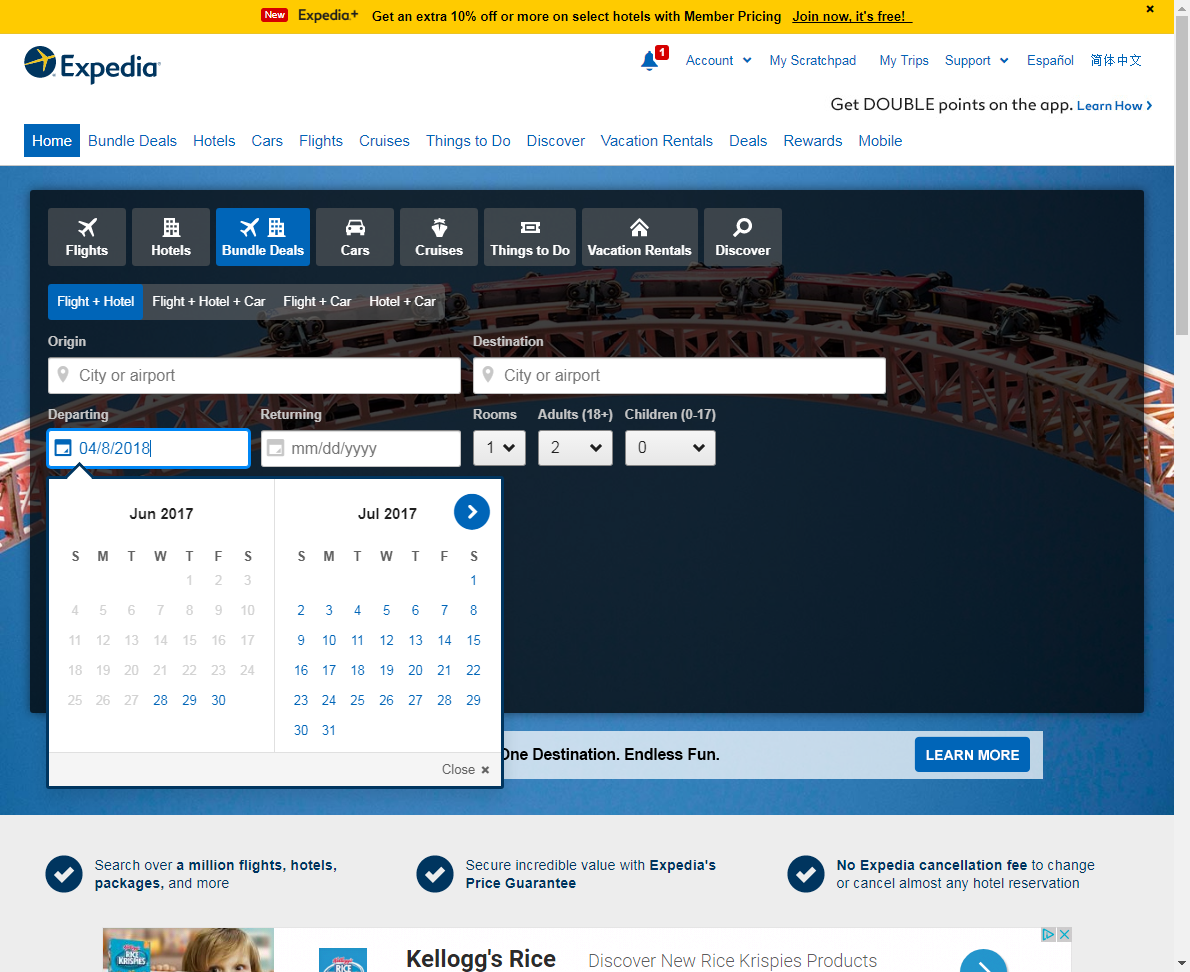 New Expedia+ Get an extra 10% off or more on select hotels with Member Pricing Join now, it's free!
Expedia
1 Account My Scratchpad My Trips Support Español 简体中文
Get DOUBLE points on the app. Learn How
Home Bundle Deals Hotels Cars Flights Cruises Things to Do Discover Vacation Rentals Deals Rewards Mobile
Flights Hotels Bundle Deals Cars Cruises Things to Do Vacation Rentals Discover
Flight + Hotel Flight + Hotel + Car Flight + Car Hotel + Car
Origin Destination
City or airport City or airport
Departing Returning Rooms Adults (18+) Children (0-17)
04/8/2018 mm/dd/yyyy 1 2 0
Jun 2017 Jul 2017
S M T W T F S S M T W T F S
1 2 3 1
4 5 6 7 8 9 10 2 3 4 5 6 7 8
11 12 13 14 15 16 17 9 10 11 12 13 14 15
18 19 20 21 22 23 24 16 17 18 19 20 21 22
25 26 27 28 29 30 23 24 25 26 27 28 29
30 31
One Destination. Endless Fun. LEARN MORE
Close
Search over a million flights, hotels,
packages, and more
Secure incredible value with Expedia's
Price Guarantee
No Expedia cancellation fee to change
or cancel almost any hotel reservation
Kellogg's Rice Discover New Rice Krispies Products
RICE
KRISPIES
RICE